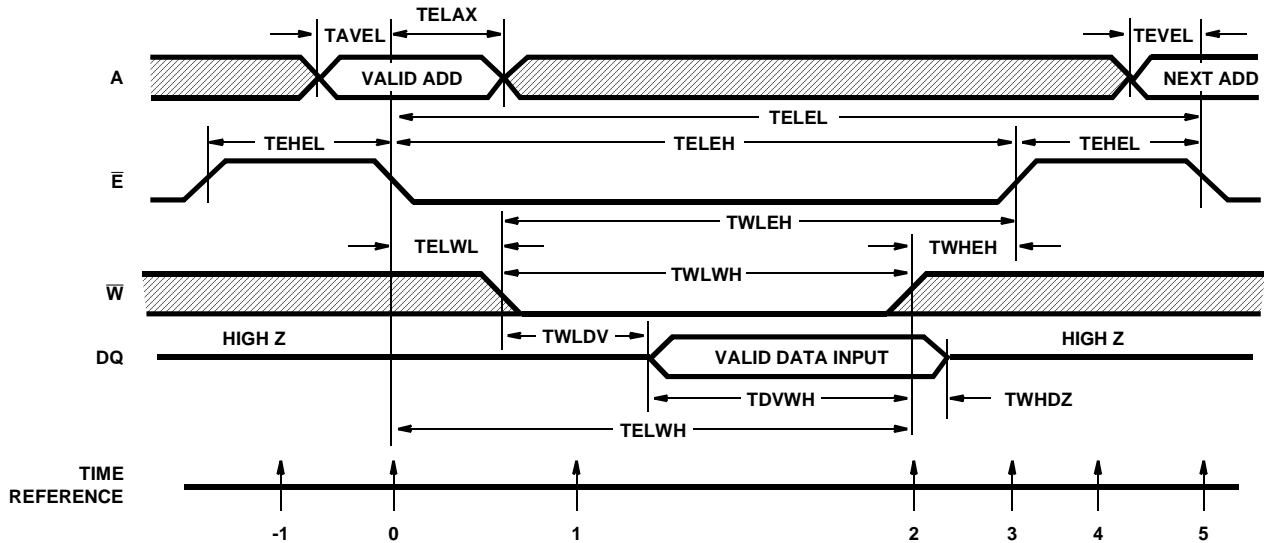 TELAX
TAVEL
TEVEL
A
VALID ADD
NEXT ADD
TELEL
TEHEL
TELEH
TEHEL
E
TWLEH
TELWL
TWHEH
TWLWH
W
HIGH Z
TWLDV
HIGH Z
DQ
VALID DATA INPUT
TDVWH
TWHDZ
TELWH
TIME
REFERENCE
-1 0 1 2 3 4 5